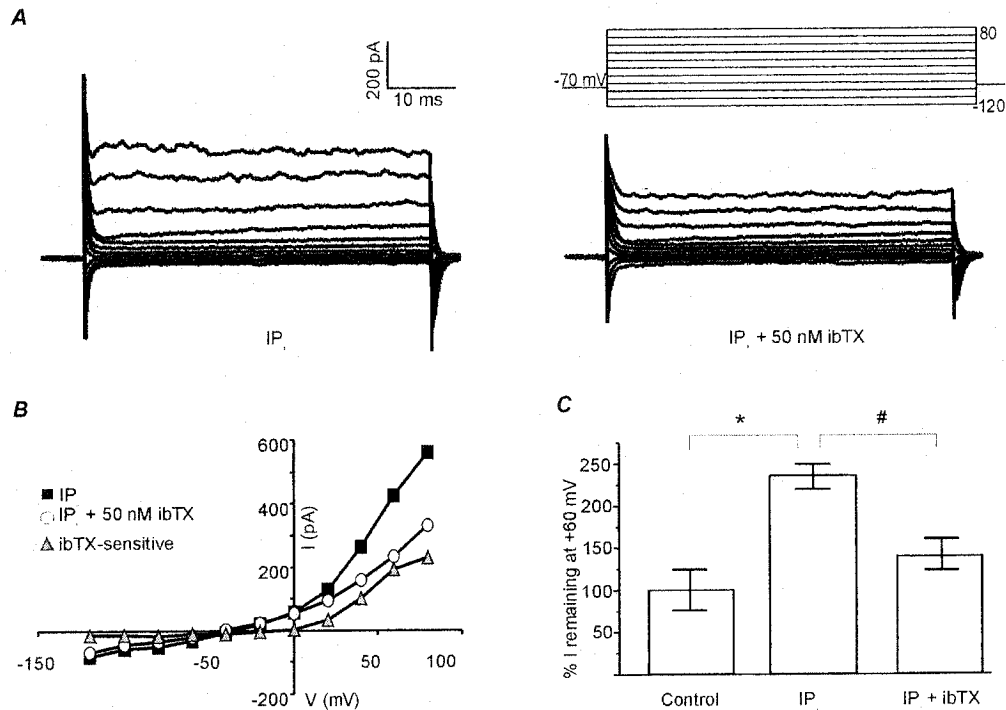 A
200 pA
10 ms
-70 mV
80
-120
IP,
IP, + 50 nM ibTX
B
600
400
200
-200
-150
-50
50
100
I (pA)
V (mV)
IP,
IP, + 50 nM ibTX
ibTX-sensitive
C
*
#
250
200
150
100
50
% I remaining at +60 mV
Control
IP,
IP, + ibTX